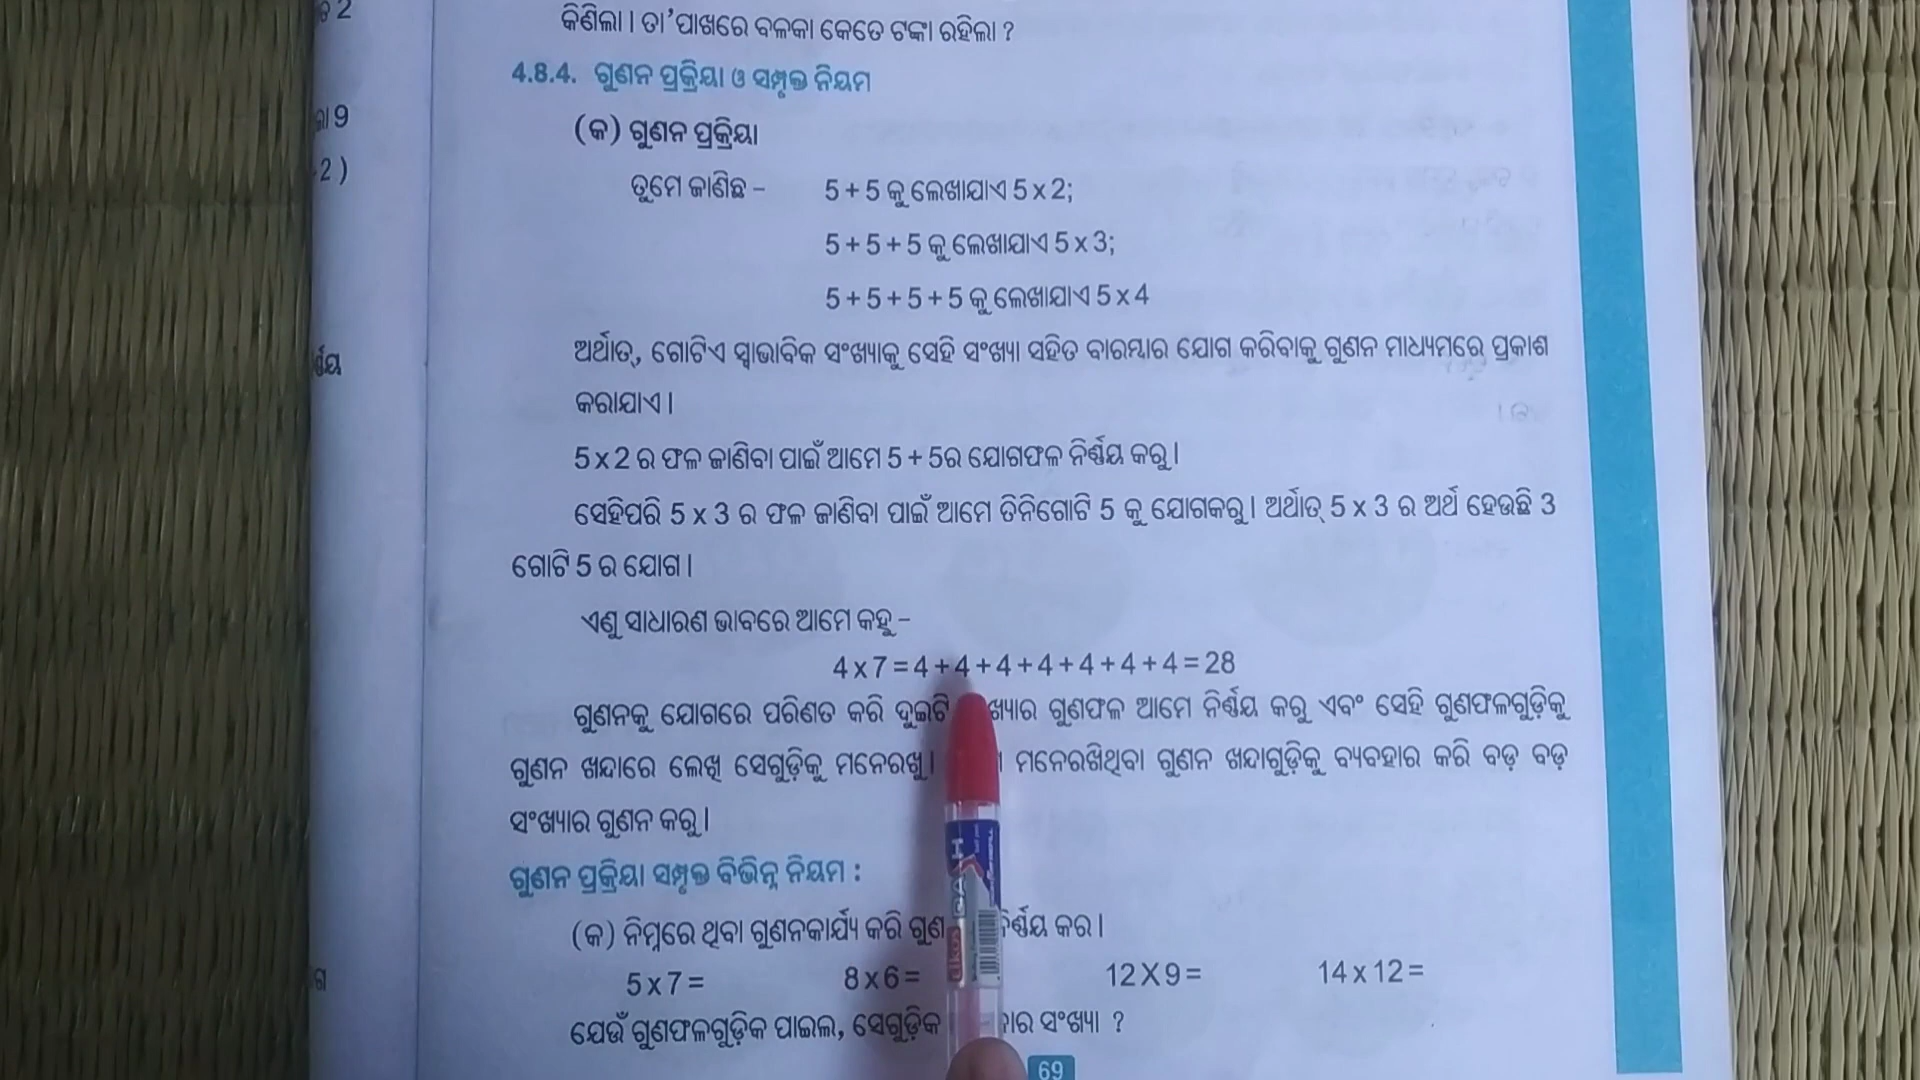 2
କିଣିଲା । ତା’ପାଖରେ ବଳକା କେତେ ଟଙ୍କା ରହିଲା ?
4.8.4. ଗୁଣନ ପ୍ରକ୍ରିୟା ଓ ସମ୍ପୃକ୍ତ ନିୟମ
9
(କ) ଗୁଣନ ପ୍ରକ୍ରିୟା
2)
ତୁମେ ଜାଣିଛ – 5 + 5 କୁ ଲେଖାଯାଏ 5 x 2;
5 + 5 + 5 କୁ ଲେଖାଯାଏ 5 x 3;
5 + 5 + 5 + 5 କୁ ଲେଖାଯାଏ 5 x 4
ଅର୍ଥାତ୍, ଗୋଟିଏ ସ୍ୱାଭାବିକ ସଂଖ୍ୟାକୁ ସେହି ସଂଖ୍ୟା ସହିତ ବାରମ୍ୱାର ଯୋଗ କରିବାକୁ ଗୁଣନ ମାଧ୍ୟମରେ ପ୍ରକାଶ
କରାଯାଏ ।
5 x 2 ର ଫଳ ଜାଣିବା ପାଇଁ ଆମେ 5 + 5ର ଯୋଗଫଳ ନିର୍ଣ୍ଣୟ କରୁ ।
ସେହିପରି 5 x 3 ର ଫଳ ଜାଣିବା ପାଇଁ ଆମେ ତିନିଗୋଟି 5 କୁ ଯୋଗକରୁ । ଅର୍ଥାତ୍ 5 x 3 ର ଅର୍ଥ ହେଉଛି 3
ଗୋଟି 5 ର ଯୋଗ ।
ଏଣୁ ସାଧାରଣ ଭାବରେ ଆମେ କହୁ –
4 x 7 = 4 + 4 + 4 + 4 + 4 + 4 + 4 = 28
ଗୁଣନକୁ ଯୋଗରେ ପରିଣତ କରି ଦୁଇଟି ଖ୍ୟାର ଗୁଣଫଳ ଆମେ ନିର୍ଣ୍ଣୟ କରୁ ଏବଂ ସେହି ଗୁଣଫଳଗୁଡ଼ିକୁ
ଗୁଣନ ଖନ୍ଦାରେ ଲେଖି ସେଗୁଡ଼ିକୁ ମନେରଖୁ । ମନେରଖିଥିବା ଗୁଣନ ଖନ୍ଦାଗୁଡ଼ିକୁ ବ୍ୟବହାର କରି ବଡ଼ ବଡ଼
ସଂଖ୍ୟାର ଗୁଣନ କରୁ ।
ଗୁଣନ ପ୍ରକ୍ରିୟା ସମ୍ପୃକ୍ତ ବିଭିନ୍ନ ନିୟମ :
(କ) ନିମ୍ନରେ ଥିବା ଗୁଣନକାର୍ଯ୍ୟ କରି ଗୁଣ ନିର୍ଣ୍ଣୟ କର ।
5 x 7 = 8 x 6 = 12 X 9 = 14 x 12 =
ଯେଉଁ ଗୁଣଫଳଗୁଡ଼ିକ ପାଇଲ, ସେଗୁଡ଼ିକ ସଂଖ୍ୟା ?
69